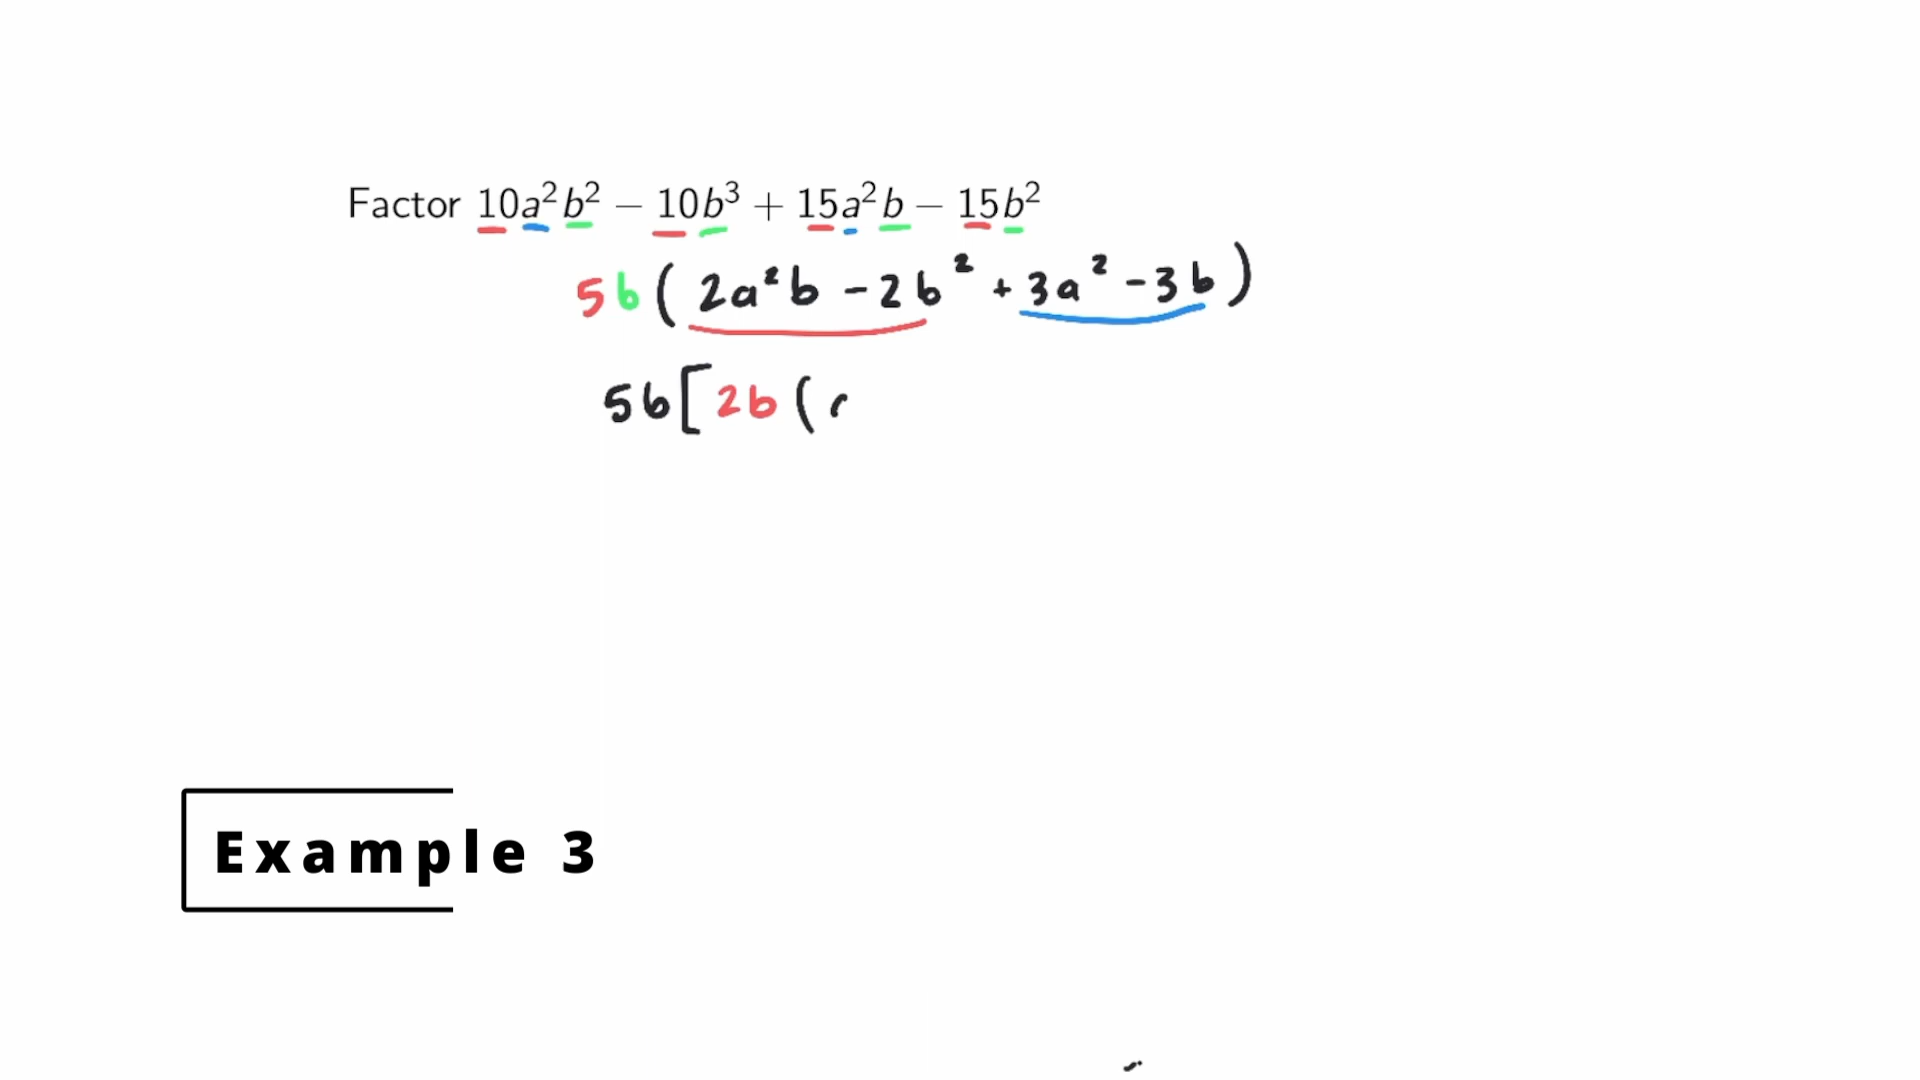 Factor 10a²b² − 10b³ + 15a²b − 15b²
5b ( 2a²b - 2b² + 3a² - 3b )
5b [ 2b (
Example 3